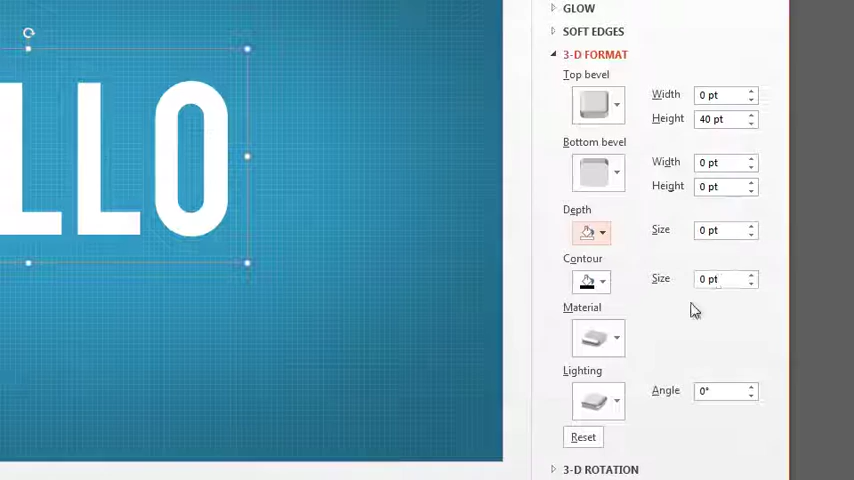 GLOW
SOFT EDGES
3-D FORMAT
Top bevel
Width 0 pt
Height 40 pt
Bottom bevel
Width 0 pt
Height 0 pt
Depth
Size 0 pt
Contour
Size 0 pt
Material
Lighting
Angle 0°
Reset
3-D ROTATION
LLO